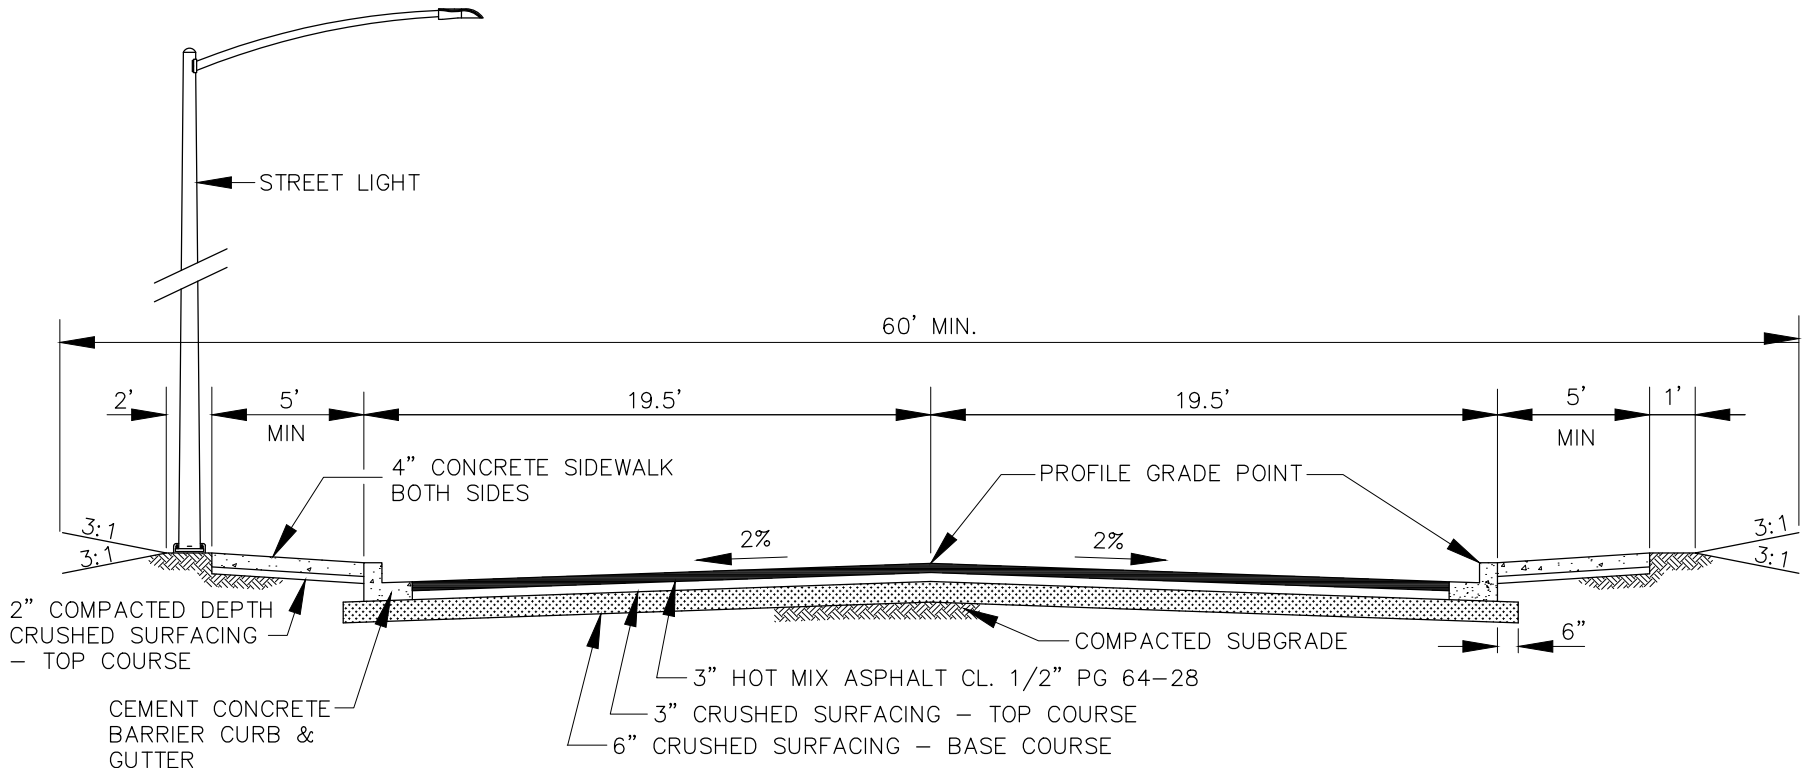 STREET LIGHT
60' MIN.
2'
5'
MIN
19.5'
19.5'
5'
MIN
1'
4" CONCRETE SIDEWALK
BOTH SIDES
PROFILE GRADE POINT
3:1
3:1
2%
2%
3:1
3:1
2" COMPACTED DEPTH
CRUSHED SURFACING
– TOP COURSE
COMPACTED SUBGRADE
6"
3" HOT MIX ASPHALT CL. 1/2" PG 64–28
CEMENT CONCRETE
BARRIER CURB &
GUTTER
3" CRUSHED SURFACING – TOP COURSE
6" CRUSHED SURFACING – BASE COURSE